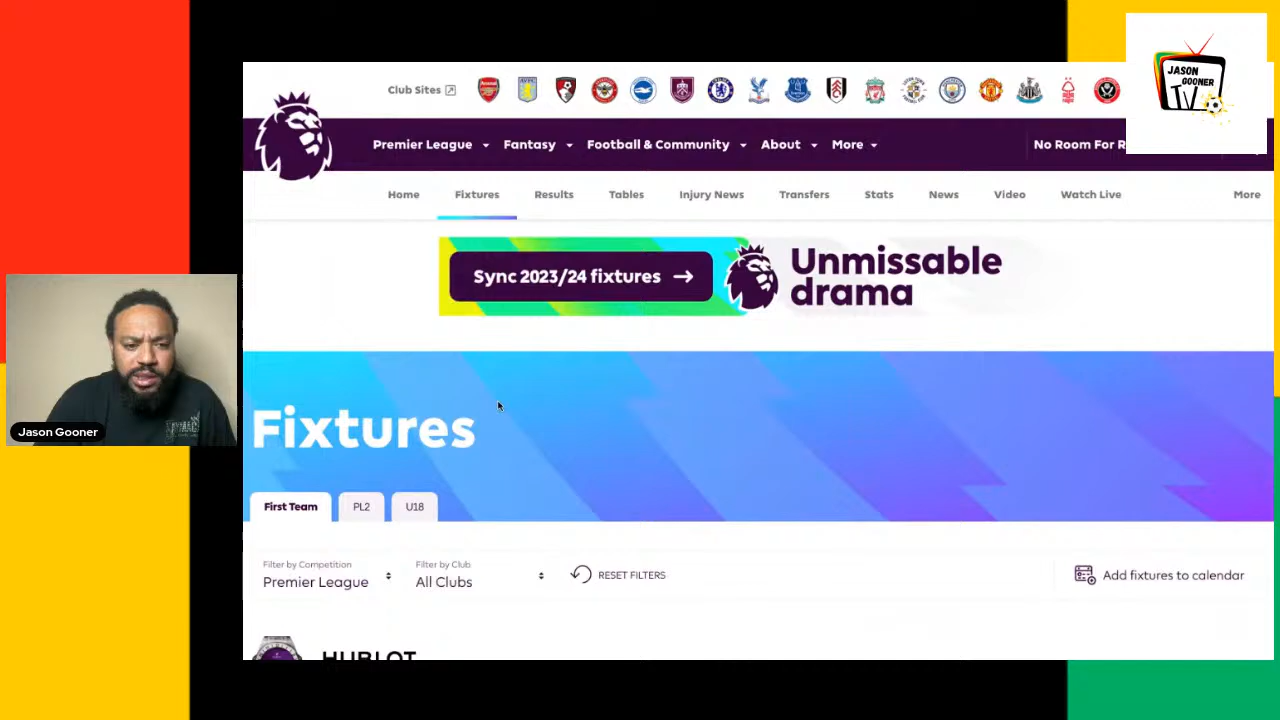 Club Sites
JASON
GOONER
TV
Premier League
Fantasy
Football & Community
About
More
No Room For R
Home
Fixtures
Results
Tables
Injury News
Transfers
Stats
News
Video
Watch Live
More
Sync 2023/24 fixtures →
Unmissable
drama
Fixtures
Jason Gooner
First Team
PL2
U18
Filter by Competition
Premier League
Filter by Club
All Clubs
RESET FILTERS
Add fixtures to calendar
HUBLOT